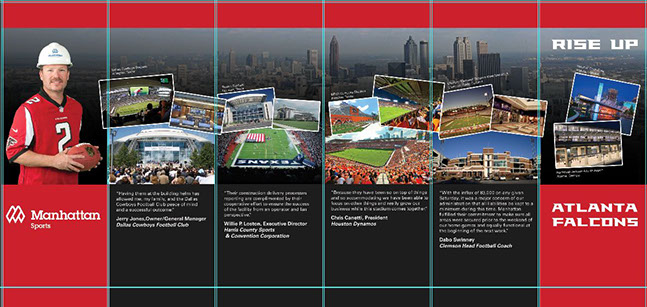 RISE UP
Manhattan
Sports
"Having them at the building helm has
allowed me, my family, and the Dallas
Cowboys Football Club peace of mind
and a successful outcome"
Jerry Jones,Owner/General Manager
Dallas Cowboys Football Club
TEXANS
"Their construction delivery processes
reporting are complimented by their
cooperative effort to ensure the success
of the facility from an operator and fan
perspective."
Willie P. Loston, Executive Director
Harris County Sports
& Convention Corporation
"Because they have been so on top of things
and so accommodating we have been able to
focus on other things and really grow our
business while this stadium comes together"
Chris Canetti, President
Houston Dynamos
"With the influx of 80,000 on any given
Saturday, it was a major concern of our
administration that all facilities be kept to a
minimum during this time. Manhattan
fulfilled their commitment to make sure all
areas were secured prior to the weekend of
our home games and equally functional at
the beginning of the next week."
Dabo Swinney
Clemson Head Football Coach
ATLANTA
FALCONS